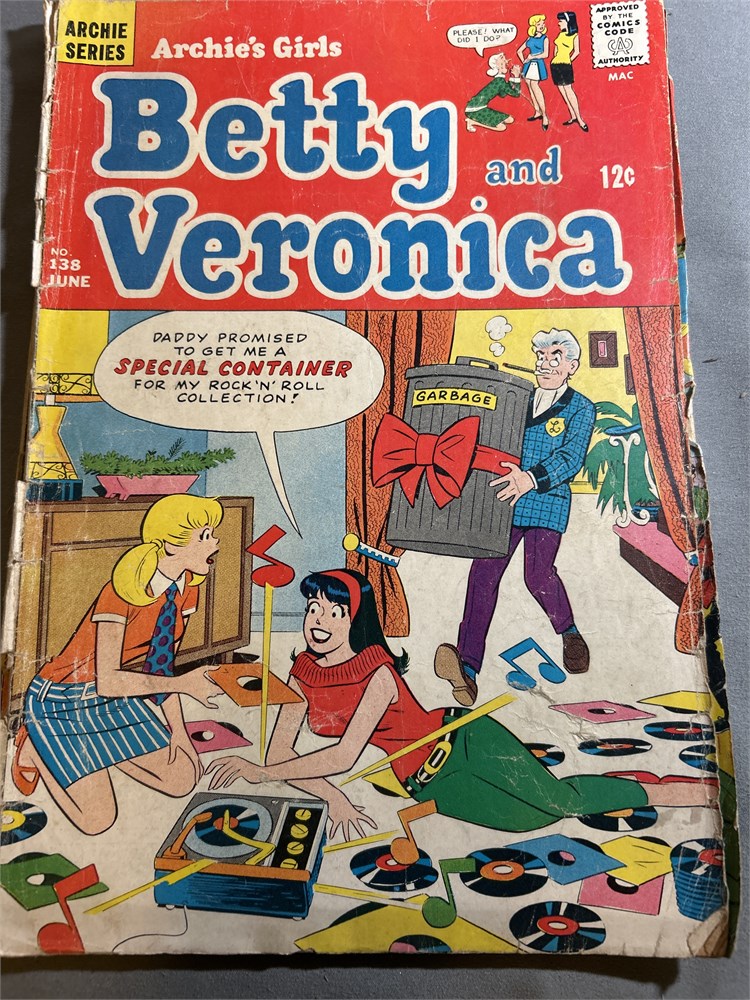 ARCHIE
SERIES
Archie's Girls
PLEASE! WHAT
DID I DO?
APPROVED
BY THE
COMICS
CODE
CA
AUTHORITY
MAC
Betty
and
12¢
Veronica
NO.
138
JUNE
DADDY PROMISED
TO GET ME A
SPECIAL CONTAINER
FOR MY ROCK 'N' ROLL
COLLECTION!
GARBAGE
L